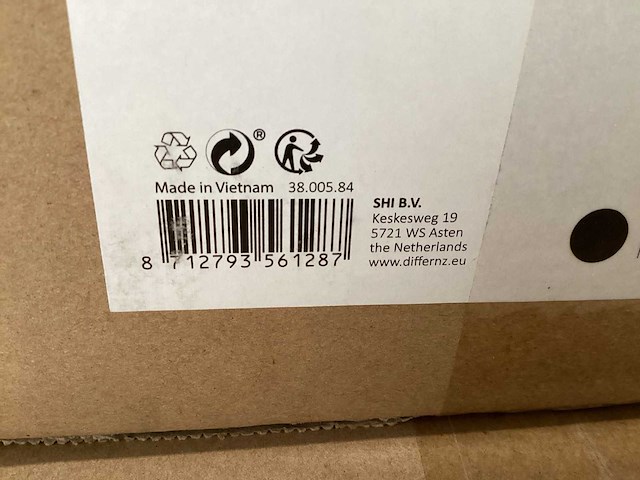 ®
Made in Vietnam 38.005.84
8 712793 561287
SHI B.V.
Keskesweg 19
5721 WS Asten
the Netherlands
www.differnz.eu